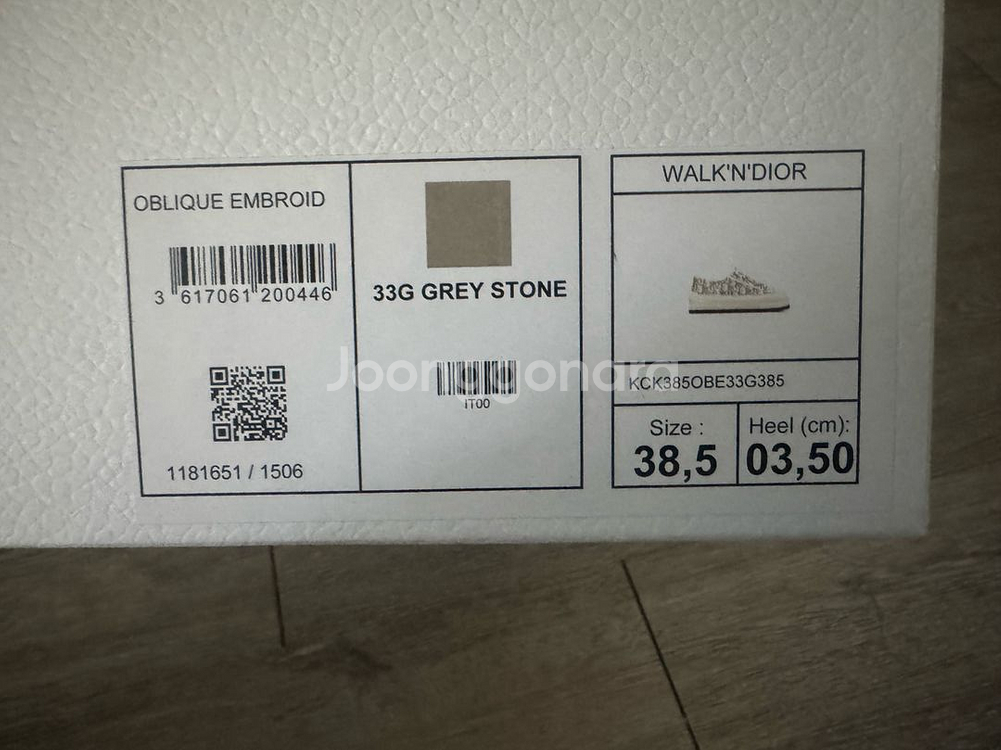 OBLIQUE EMBROID
3 617061 200446
1181651 / 1506
33G GREY STONE
IT00
WALK'N'DIOR
KCK385OBE33G385
Size :
38,5
Heel (cm):
03,50
Joonggonara